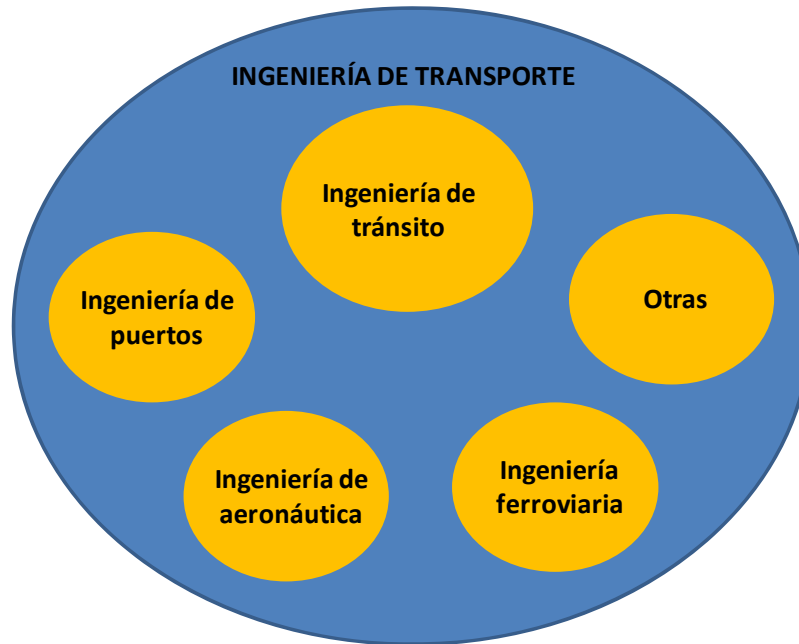 INGENIERÍA DE TRANSPORTE
Ingeniería de
tránsito
Ingeniería de
puertos
Otras
Ingeniería de
aeronáutica
Ingeniería
ferroviaria